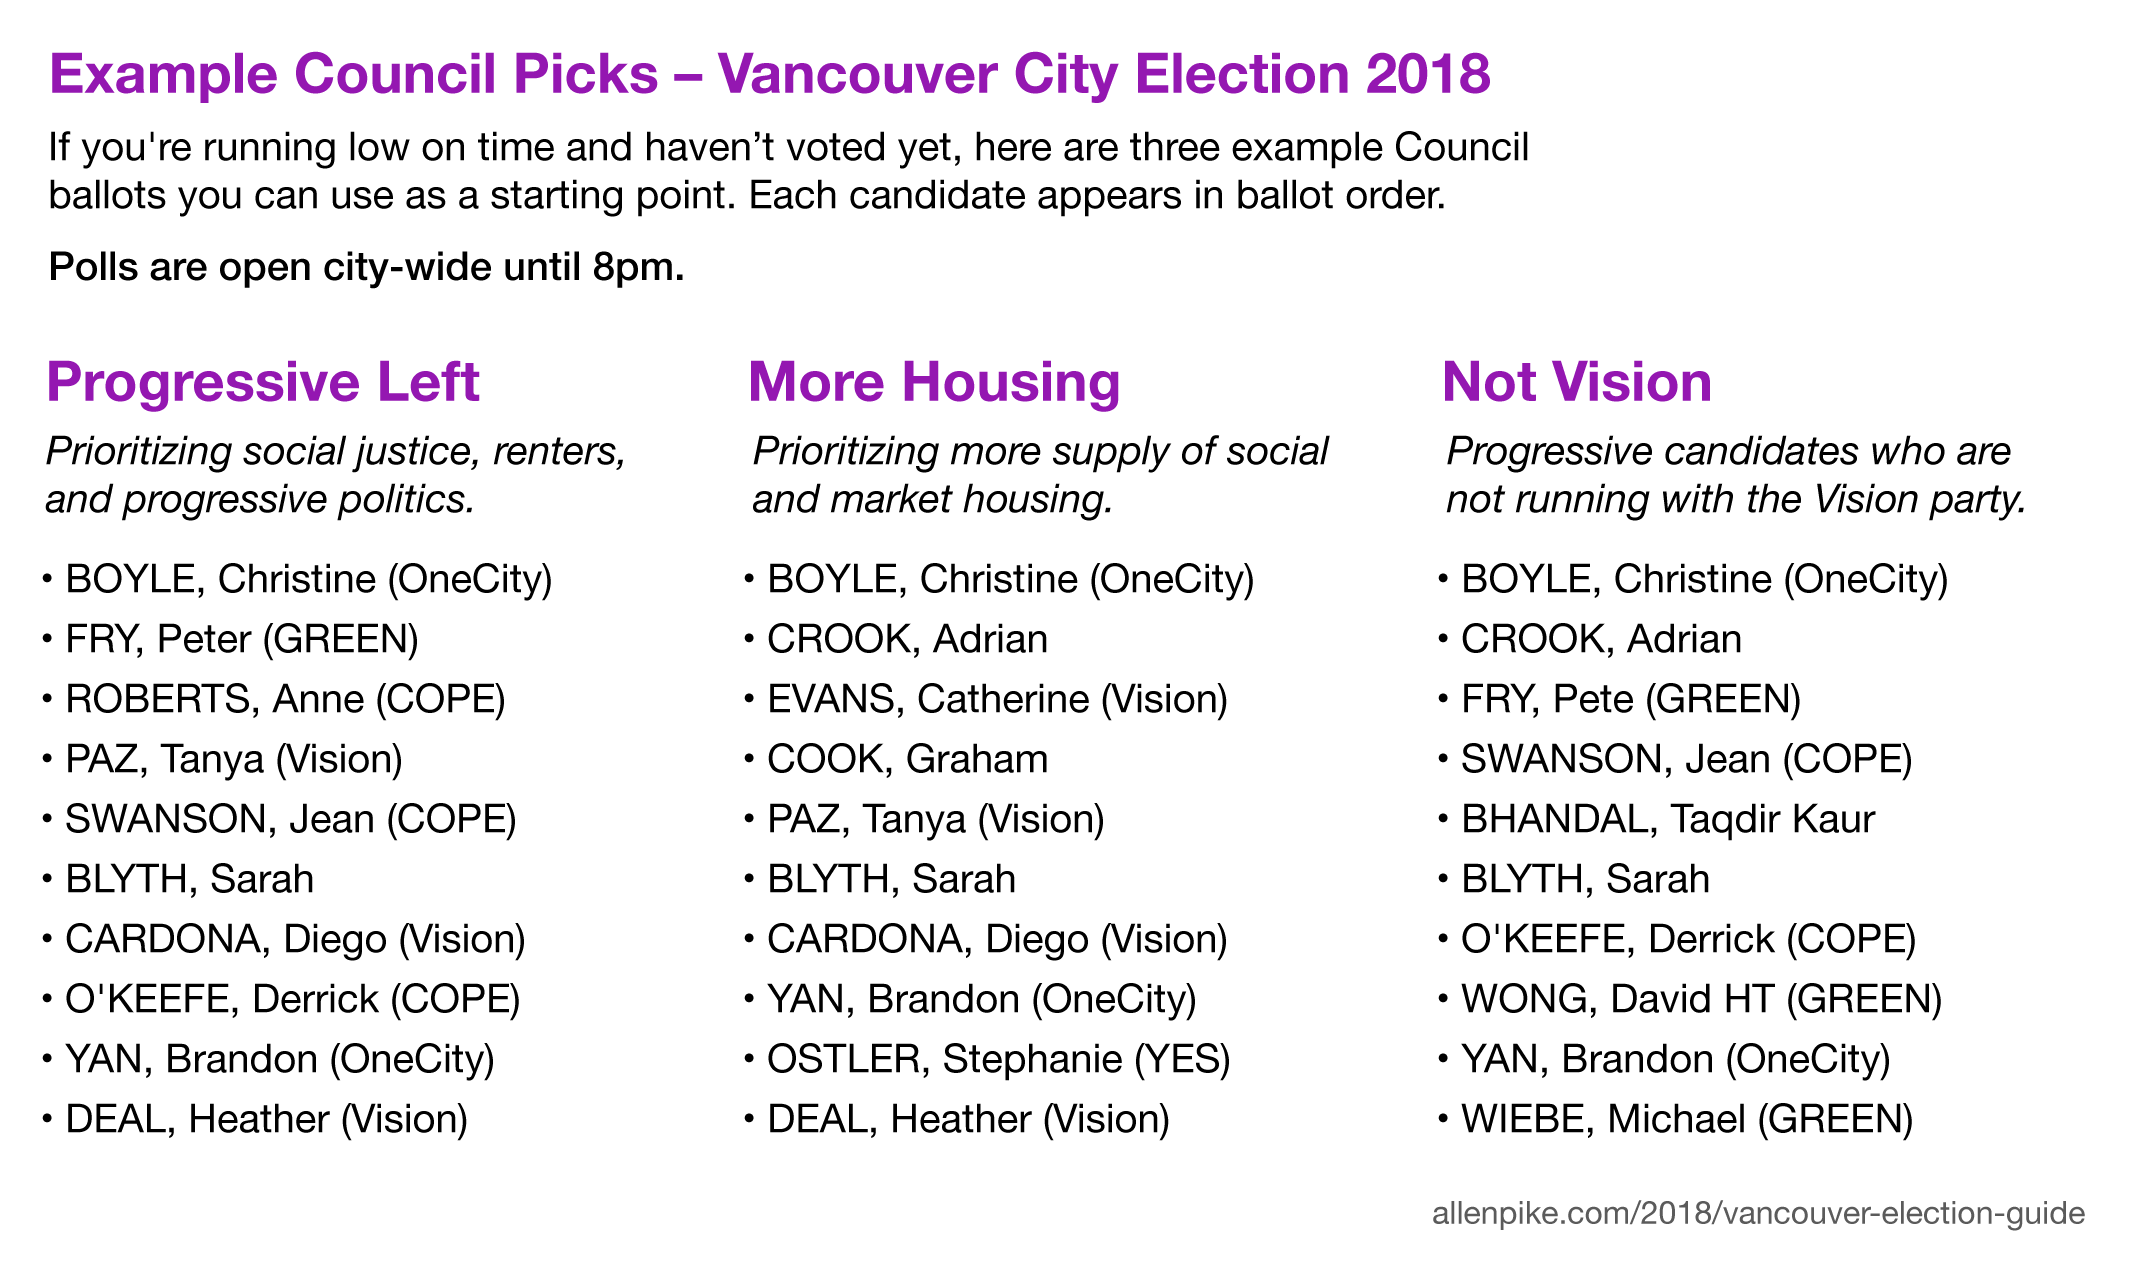 Example Council Picks – Vancouver City Election 2018
If you're running low on time and haven’t voted yet, here are three example Council
ballots you can use as a starting point. Each candidate appears in ballot order.
Polls are open city-wide until 8pm.
Progressive Left
Prioritizing social justice, renters,
and progressive politics.
• BOYLE, Christine (OneCity)
• FRY, Peter (GREEN)
• ROBERTS, Anne (COPE)
• PAZ, Tanya (Vision)
• SWANSON, Jean (COPE)
• BLYTH, Sarah
• CARDONA, Diego (Vision)
• O'KEEFE, Derrick (COPE)
• YAN, Brandon (OneCity)
• DEAL, Heather (Vision)
More Housing
Prioritizing more supply of social
and market housing.
• BOYLE, Christine (OneCity)
• CROOK, Adrian
• EVANS, Catherine (Vision)
• COOK, Graham
• PAZ, Tanya (Vision)
• BLYTH, Sarah
• CARDONA, Diego (Vision)
• YAN, Brandon (OneCity)
• OSTLER, Stephanie (YES)
• DEAL, Heather (Vision)
Not Vision
Progressive candidates who are
not running with the Vision party.
• BOYLE, Christine (OneCity)
• CROOK, Adrian
• FRY, Pete (GREEN)
• SWANSON, Jean (COPE)
• BHANDAL, Taqdir Kaur
• BLYTH, Sarah
• O'KEEFE, Derrick (COPE)
• WONG, David HT (GREEN)
• YAN, Brandon (OneCity)
• WIEBE, Michael (GREEN)
allenpike.com/2018/vancouver-election-guide